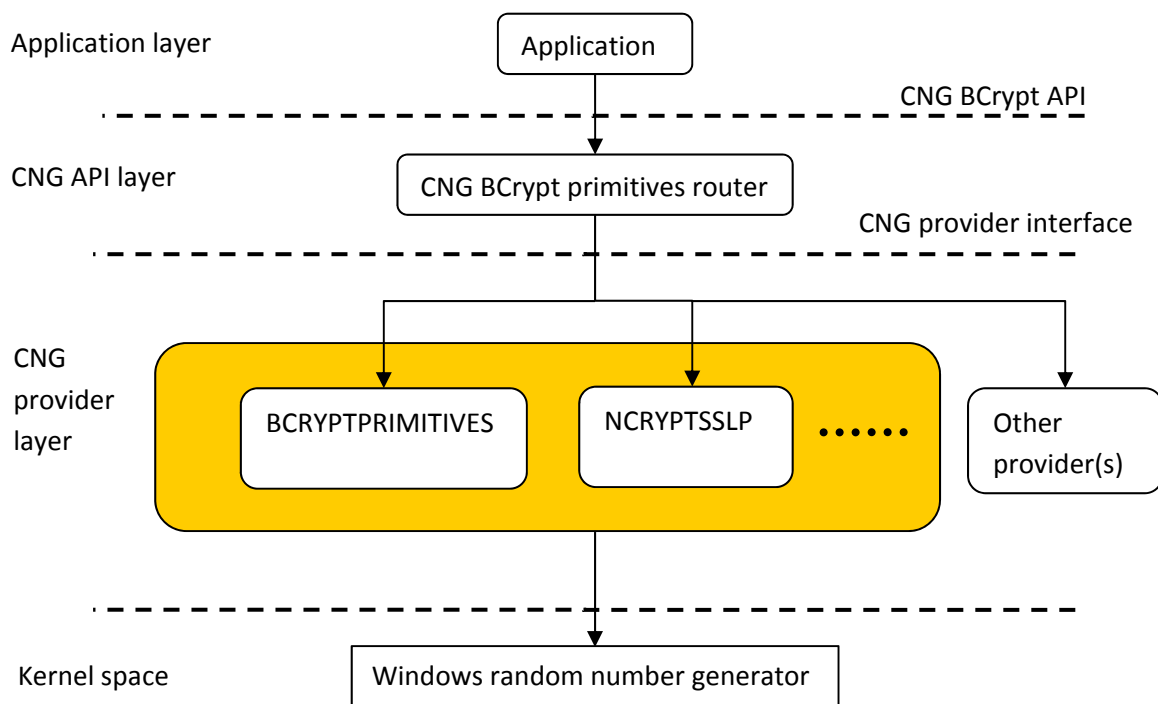 Application layer
Application
CNG BCrypt API
CNG API layer
CNG BCrypt primitives router
CNG provider interface
CNG
provider
layer
BCRYPTPRIMITIVES
NCRYPTSSLP
......
Other
provider(s)
Kernel space
Windows random number generator